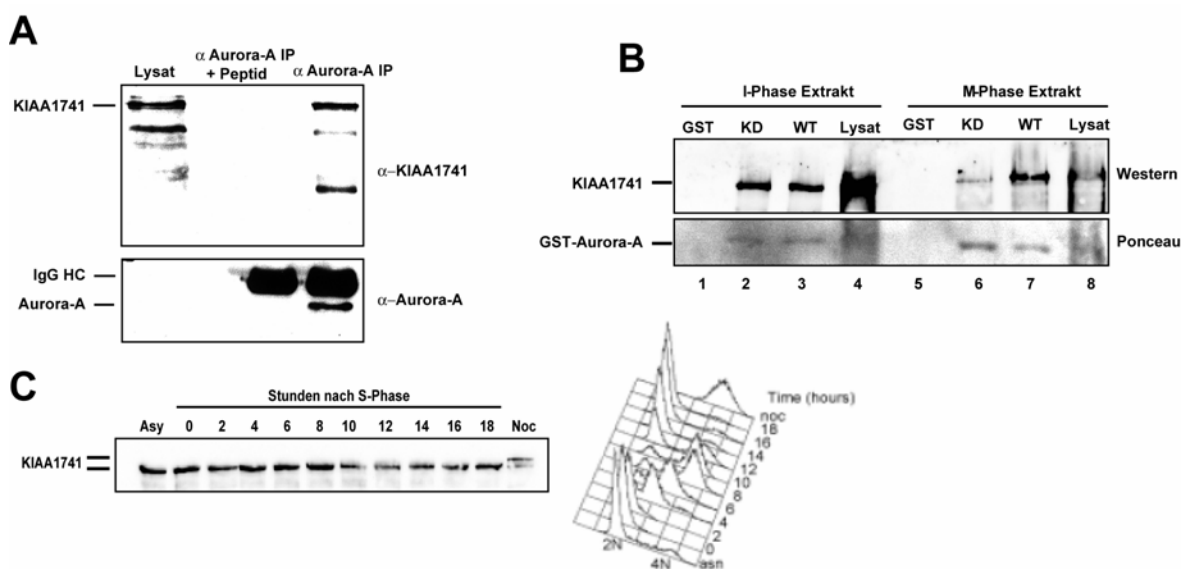 A
Lysat
α Aurora-A IP
+ Peptid
α Aurora-A IP
KIAA1741
α–KIAA1741
IgG HC
Aurora-A
α–Aurora-A
B
I-Phase Extrakt
M-Phase Extrakt
GST KD WT Lysat GST KD WT Lysat
KIAA1741
Western
GST-Aurora-A
Ponceau
1 2 3 4 5 6 7 8
C
Stunden nach S-Phase
Asy 0 2 4 6 8 10 12 14 16 18 Noc
KIAA1741
Time (hours)
noc
18
16
14
12
10
8
6
4
2
0
asn
2N
4N